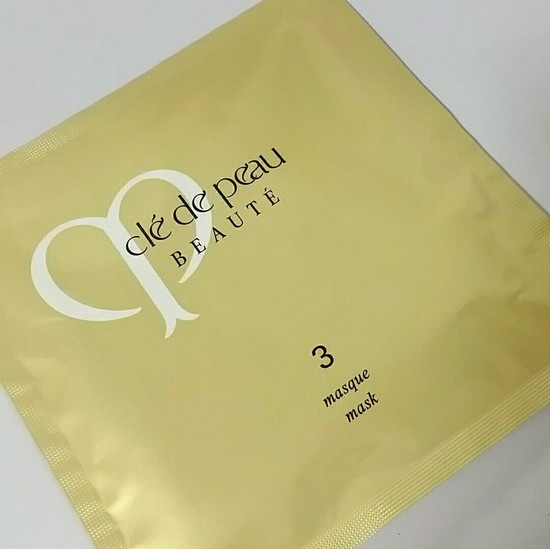 clé de peau
BEAUTÉ
3
masque
mask